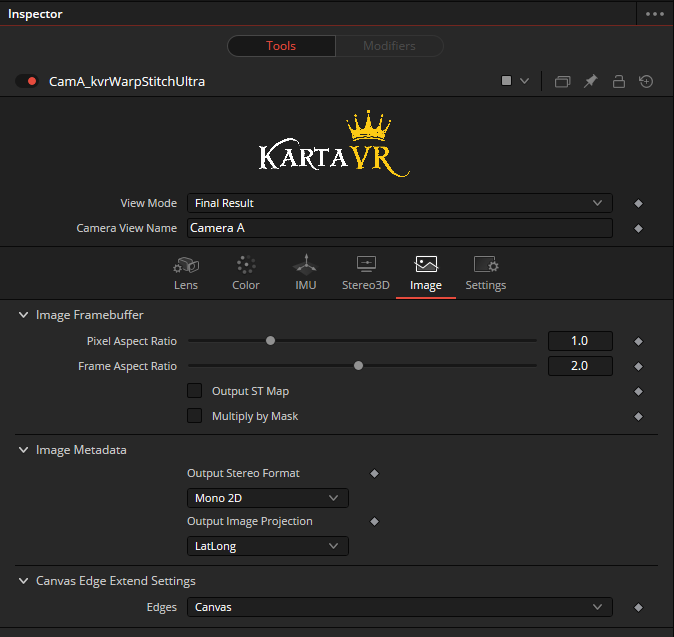 Inspector
Tools Modifiers
CamA_kvrWarpStitchUltra
KARTAVR
View Mode Final Result
Camera View Name Camera A
Lens Color IMU Stereo3D Image Settings
Image Framebuffer
Pixel Aspect Ratio 1.0
Frame Aspect Ratio 2.0
Output ST Map
Multiply by Mask
Image Metadata
Output Stereo Format
Mono 2D
Output Image Projection
LatLong
Canvas Edge Extend Settings
Edges Canvas